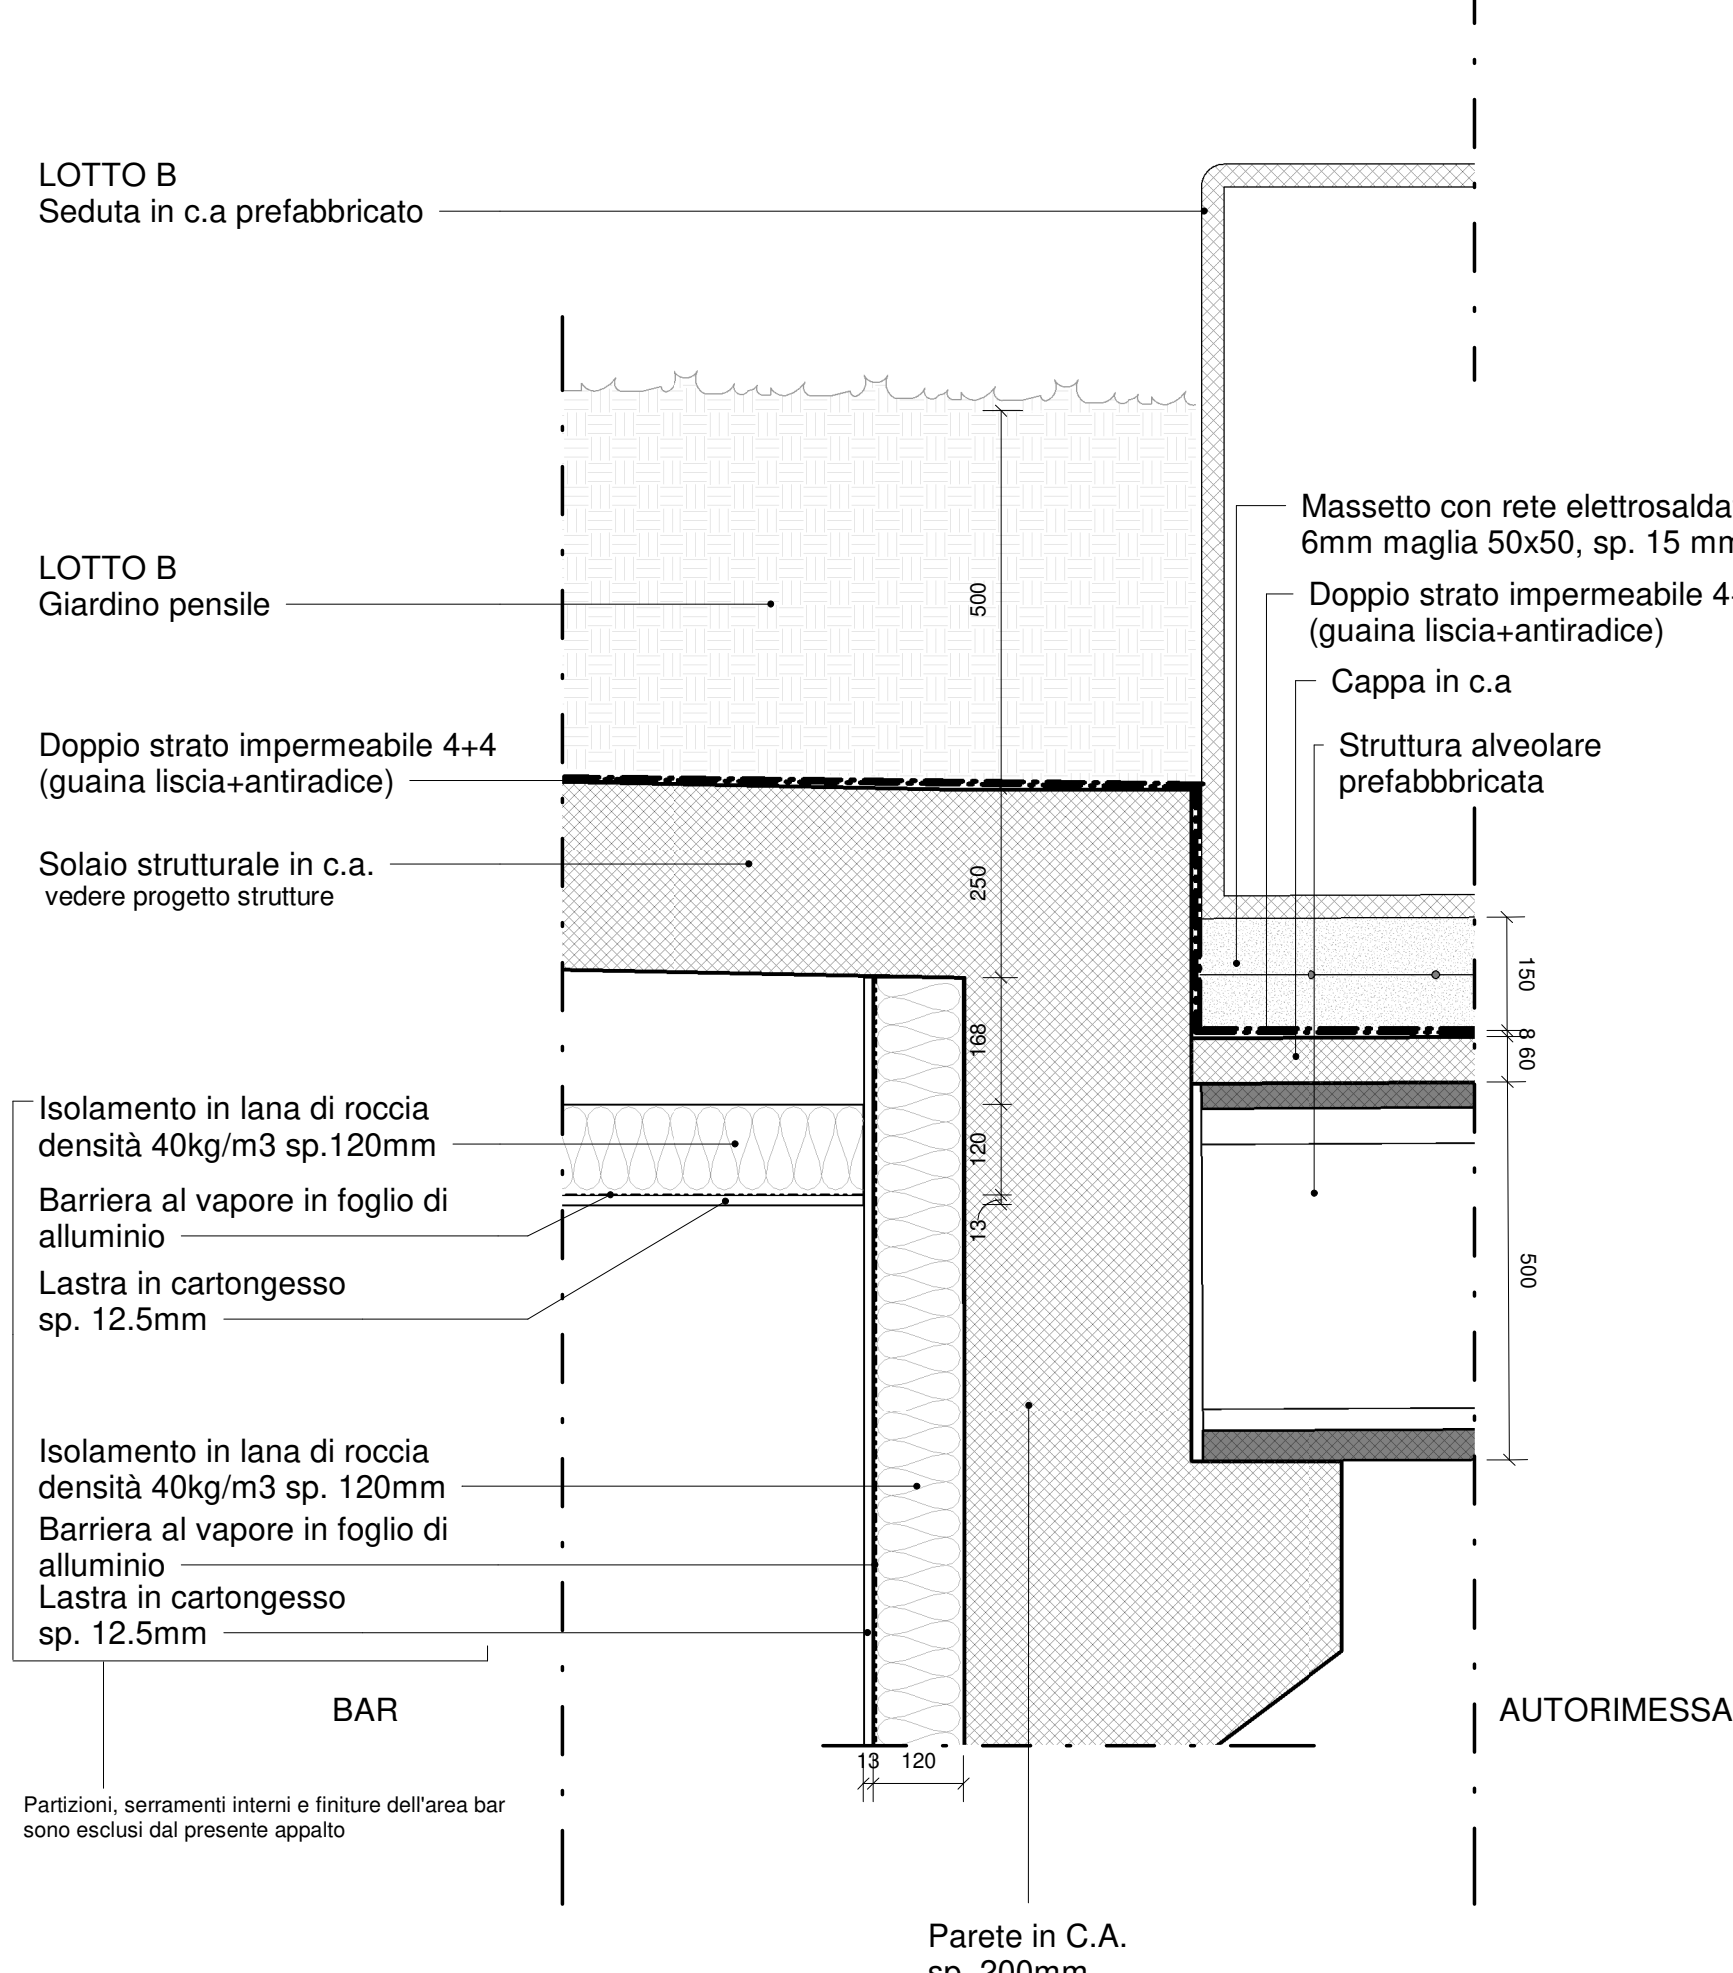 LOTTO B
Seduta in c.a prefabbricato
LOTTO B
Giardino pensile
Doppio strato impermeabile 4+4
(guaina liscia+antiradice)
Solaio strutturale in c.a.
vedere progetto strutture
Isolamento in lana di roccia
densità 40kg/m3 sp.120mm
Barriera al vapore in foglio di
alluminio
Lastra in cartongesso
sp. 12.5mm
Isolamento in lana di roccia
densità 40kg/m3 sp. 120mm
Barriera al vapore in foglio di
alluminio
Lastra in cartongesso
sp. 12.5mm
BAR
Partizioni, serramenti interni e finiture dell'area bar
sono esclusi dal presente appalto
500
250
168
120
13
13 120
Massetto con rete elettrosalda
6mm maglia 50x50, sp. 15 mm
Doppio strato impermeabile 4+
(guaina liscia+antiradice)
Cappa in c.a
Struttura alveolare
prefabbbricata
150
8
60
500
AUTORIMESSA
Parete in C.A.
sp. 200mm